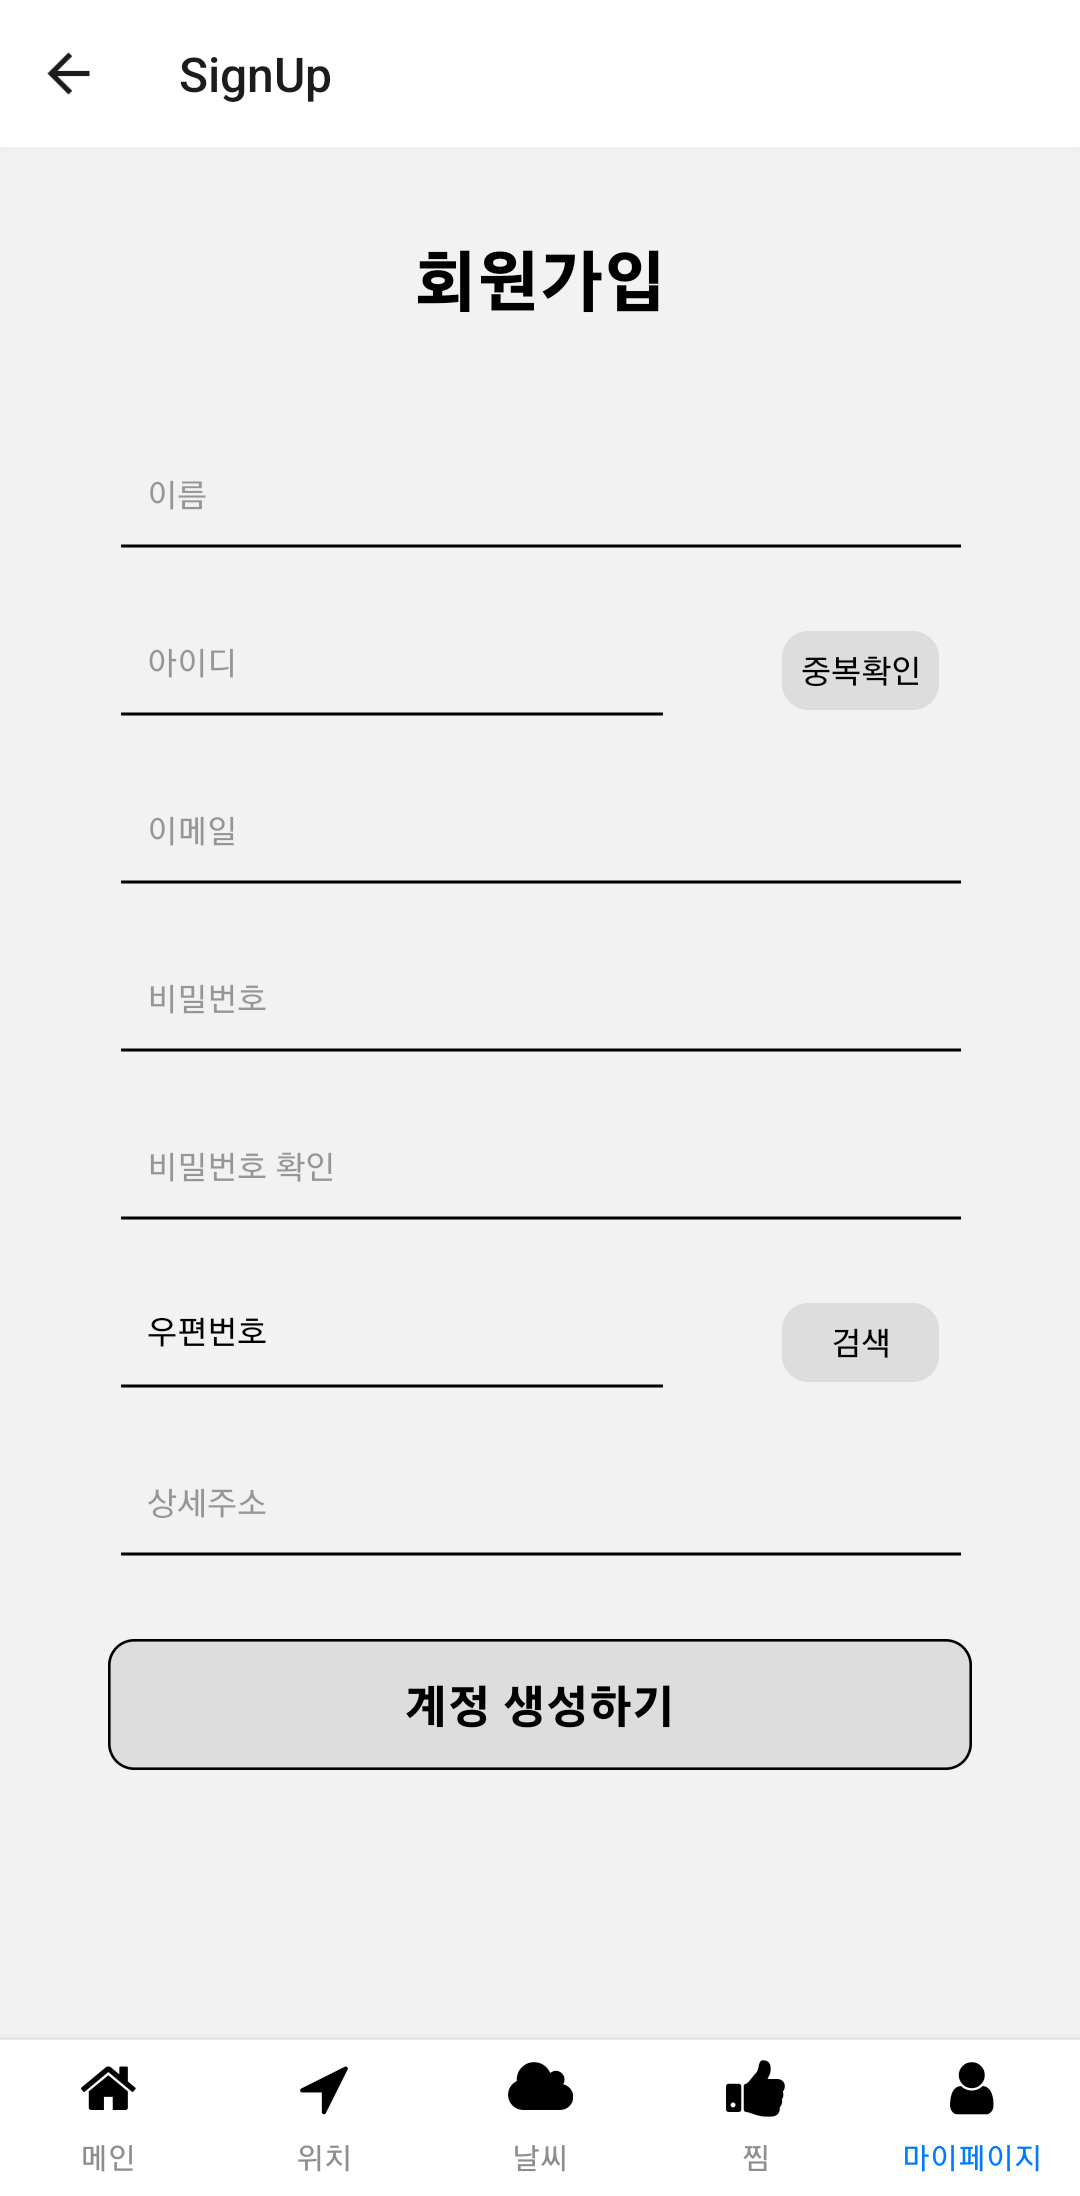 SignUp
회원가입
이름
아이디
중복확인
이메일
비밀번호
비밀번호 확인
우편번호
검색
상세주소
계정 생성하기
메인
위치
날씨
찜
마이페이지